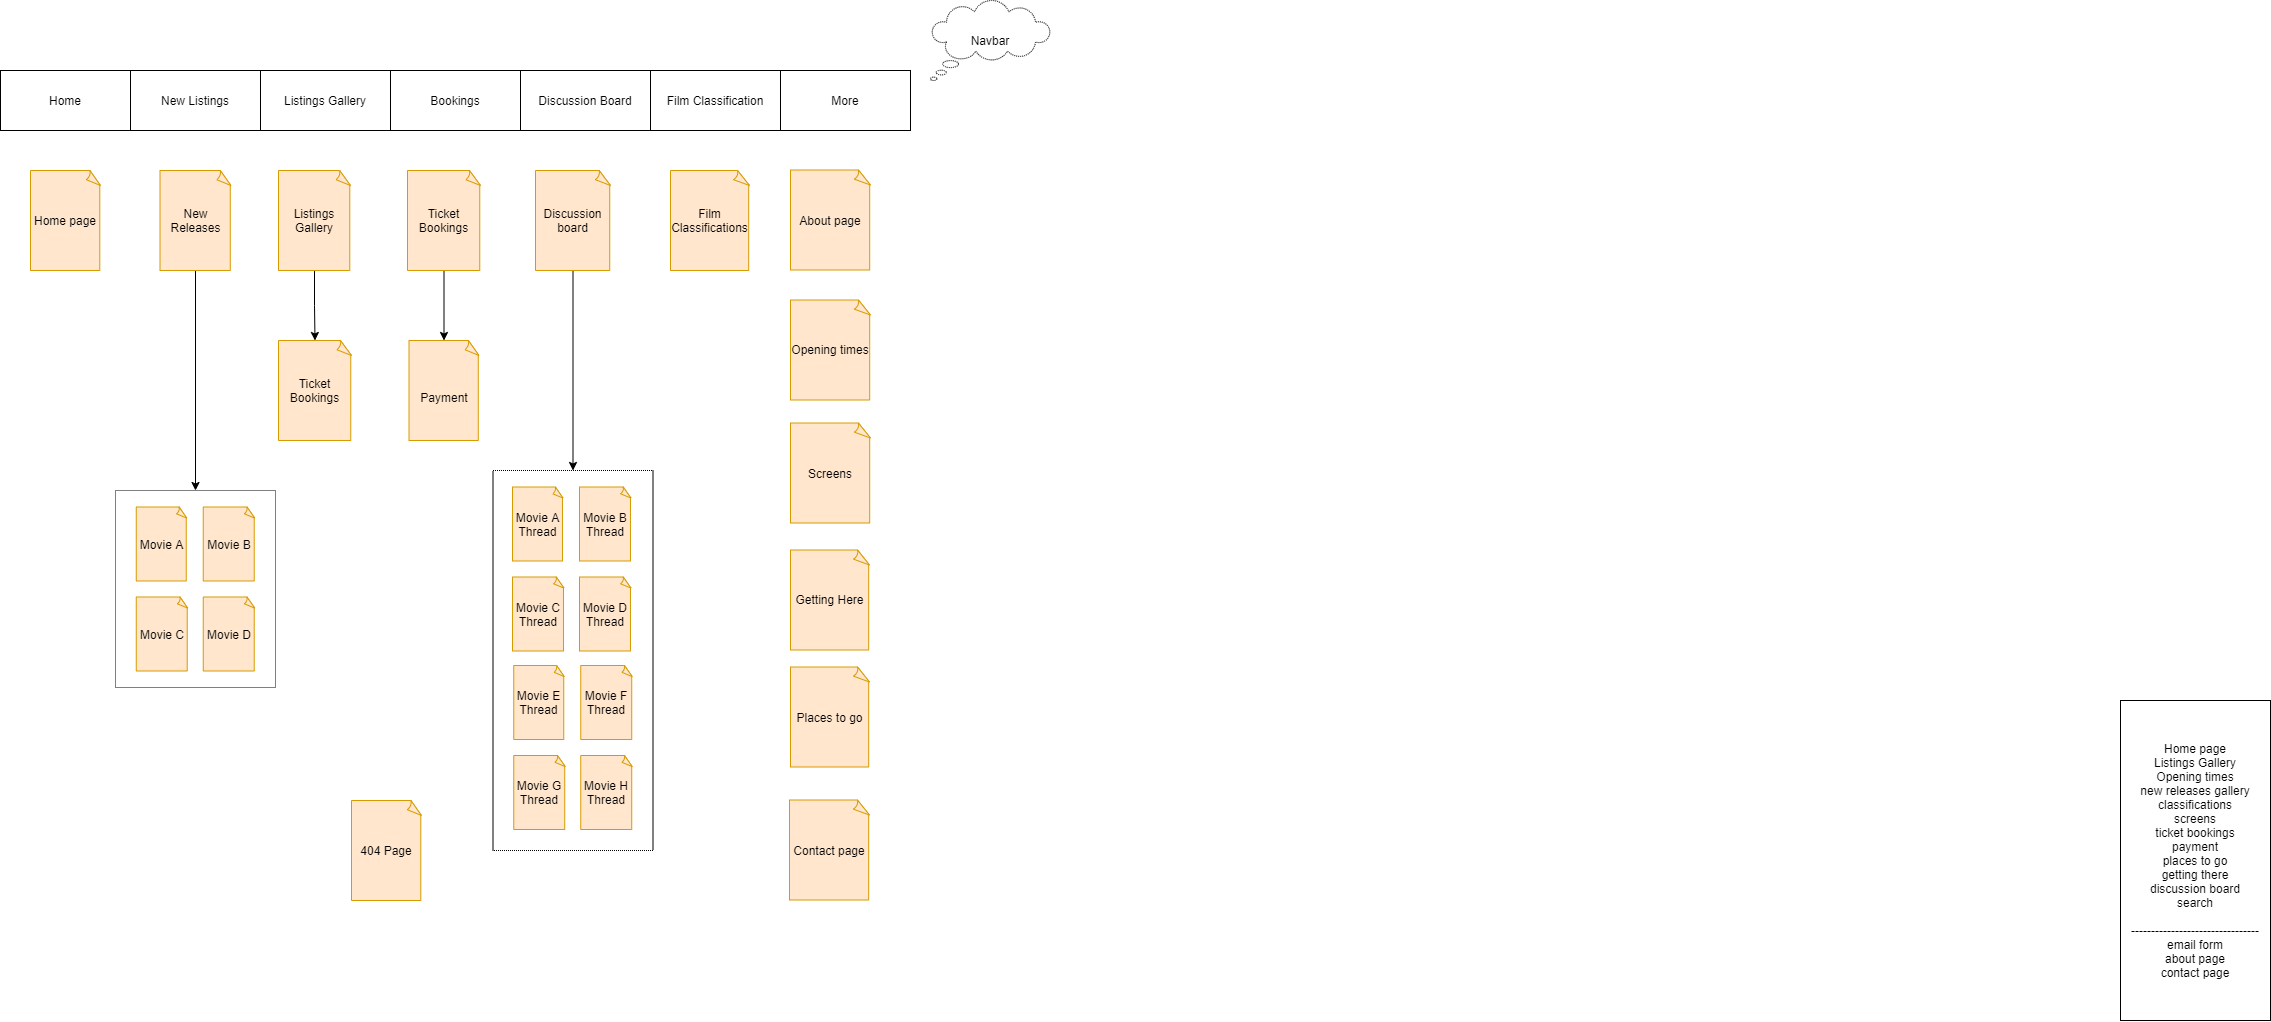 Navbar
Home
New Listings
Listings Gallery
Bookings
Discussion Board
Film Classification
More
Home page
New
Releases
Listings
Gallery
Ticket
Bookings
Discussion
board
Film
Classifications
About page
Opening times
Ticket
Bookings
Payment
Screens
Movie A
Movie B
Movie C
Movie D
Movie A
Thread
Movie B
Thread
Movie C
Thread
Movie D
Thread
Movie E
Thread
Movie F
Thread
Movie G
Thread
Movie H
Thread
Getting Here
Places to go
Contact page
404 Page
Home page
Listings Gallery
Opening times
new releases gallery
classifications
screens
ticket bookings
payment
places to go
getting there
discussion board
search
--------------------------------
email form
about page
contact page